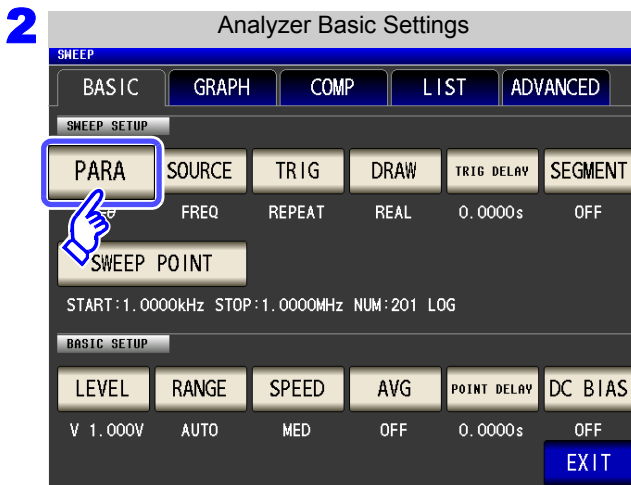 2
Analyzer Basic Settings
SWEEP
BASIC GRAPH COMP LIST ADVANCED
SWEEP SETUP
PARA SOURCE TRIG DRAW TRIG DELAY SEGMENT
θ FREQ REPEAT REAL 0.0000s OFF
SWEEP POINT
START:1.0000kHz STOP:1.0000MHz NUM:201 LOG
BASIC SETUP
LEVEL RANGE SPEED AVG POINT DELAY DC BIAS
V 1.000V AUTO MED OFF 0.0000s OFF
EXIT